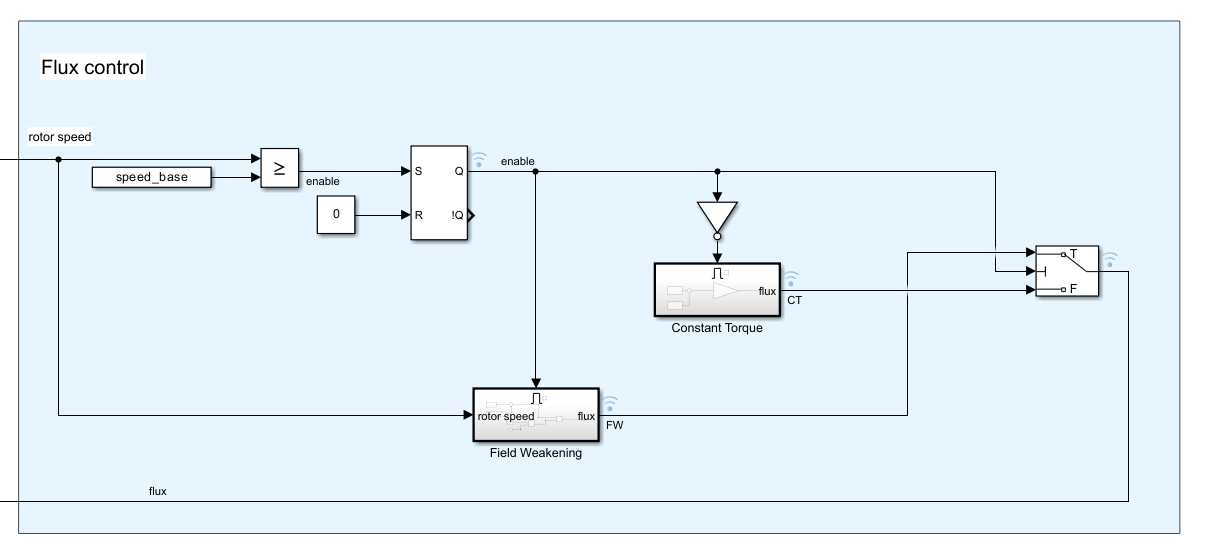 Flux control
rotor speed
speed_base
≥
enable
0
S
R
Q
!Q
enable
flux
CT
Constant Torque
T
F
rotor speed
flux
FW
Field Weakening
flux